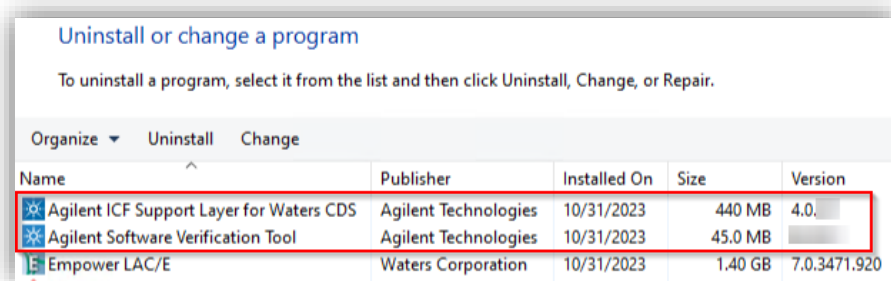 Uninstall or change a program
To uninstall a program, select it from the list and then click Uninstall, Change, or Repair.
Organize Uninstall Change
Name Publisher Installed On Size Version
Agilent ICF Support Layer for Waters CDS Agilent Technologies 10/31/2023 440 MB 4.0.
Agilent Software Verification Tool Agilent Technologies 10/31/2023 45.0 MB
Empower LAC/E Waters Corporation 10/31/2023 1.40 GB 7.0.3471.920